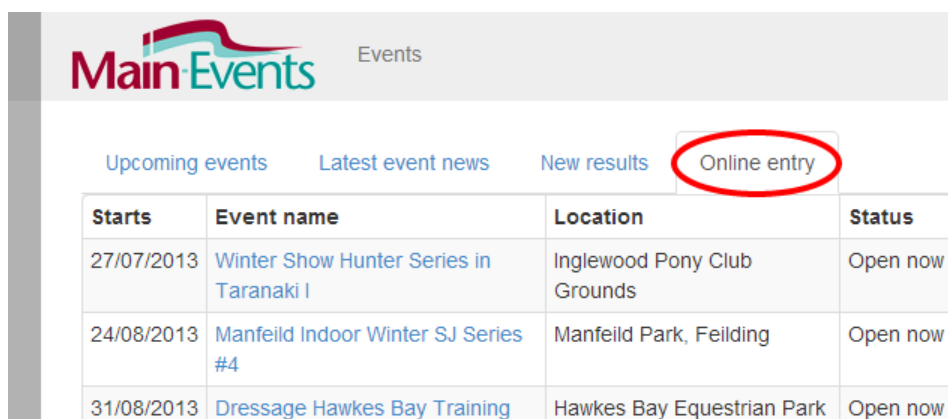 Main-Events
Events
Upcoming events Latest event news New results Online entry
Starts Event name Location Status
27/07/2013 Winter Show Hunter Series in Inglewood Pony Club Open now
Taranaki I Grounds
24/08/2013 Manfeild Indoor Winter SJ Series Manfeild Park, Feilding Open now
#4
31/08/2013 Dressage Hawkes Bay Training Hawkes Bay Equestrian Park Open now